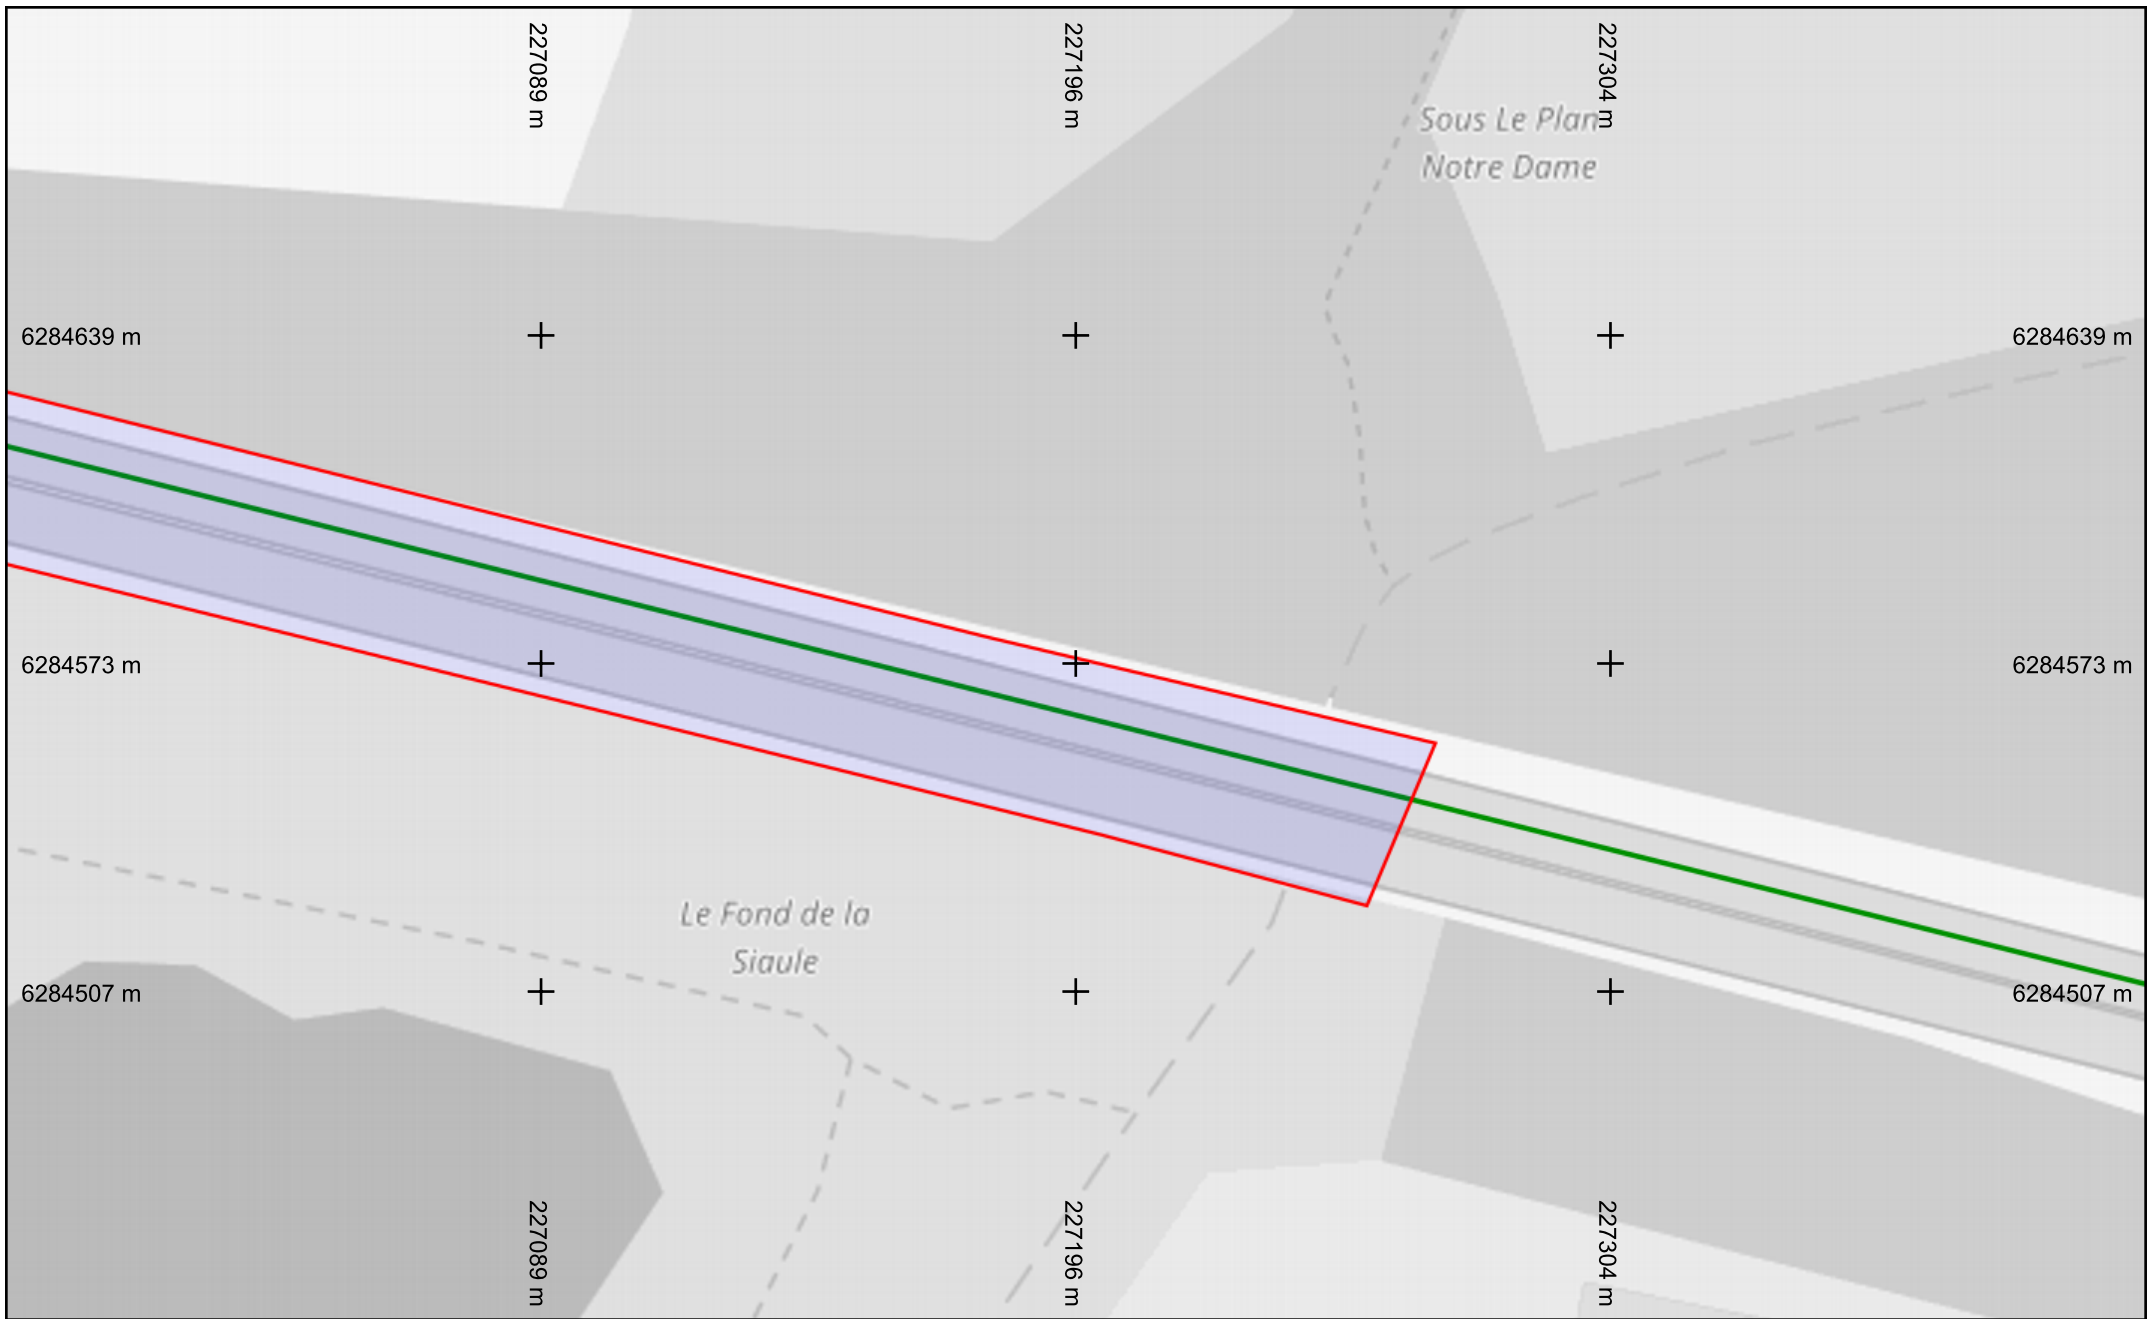 227089 m
227196 m
227304 m
Sous Le Plan
Notre Dame
6284639 m
6284639 m
6284573 m
6284573 m
Le Fond de la
Siaule
6284507 m
6284507 m
227089 m
227196 m
227304 m